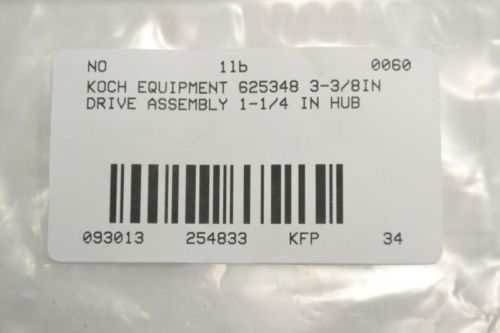 NO 1lb 0060
KOCH EQUIPMENT 625348 3-3/8IN
DRIVE ASSEMBLY 1-1/4 IN HUB
093013 254833 KFP 34